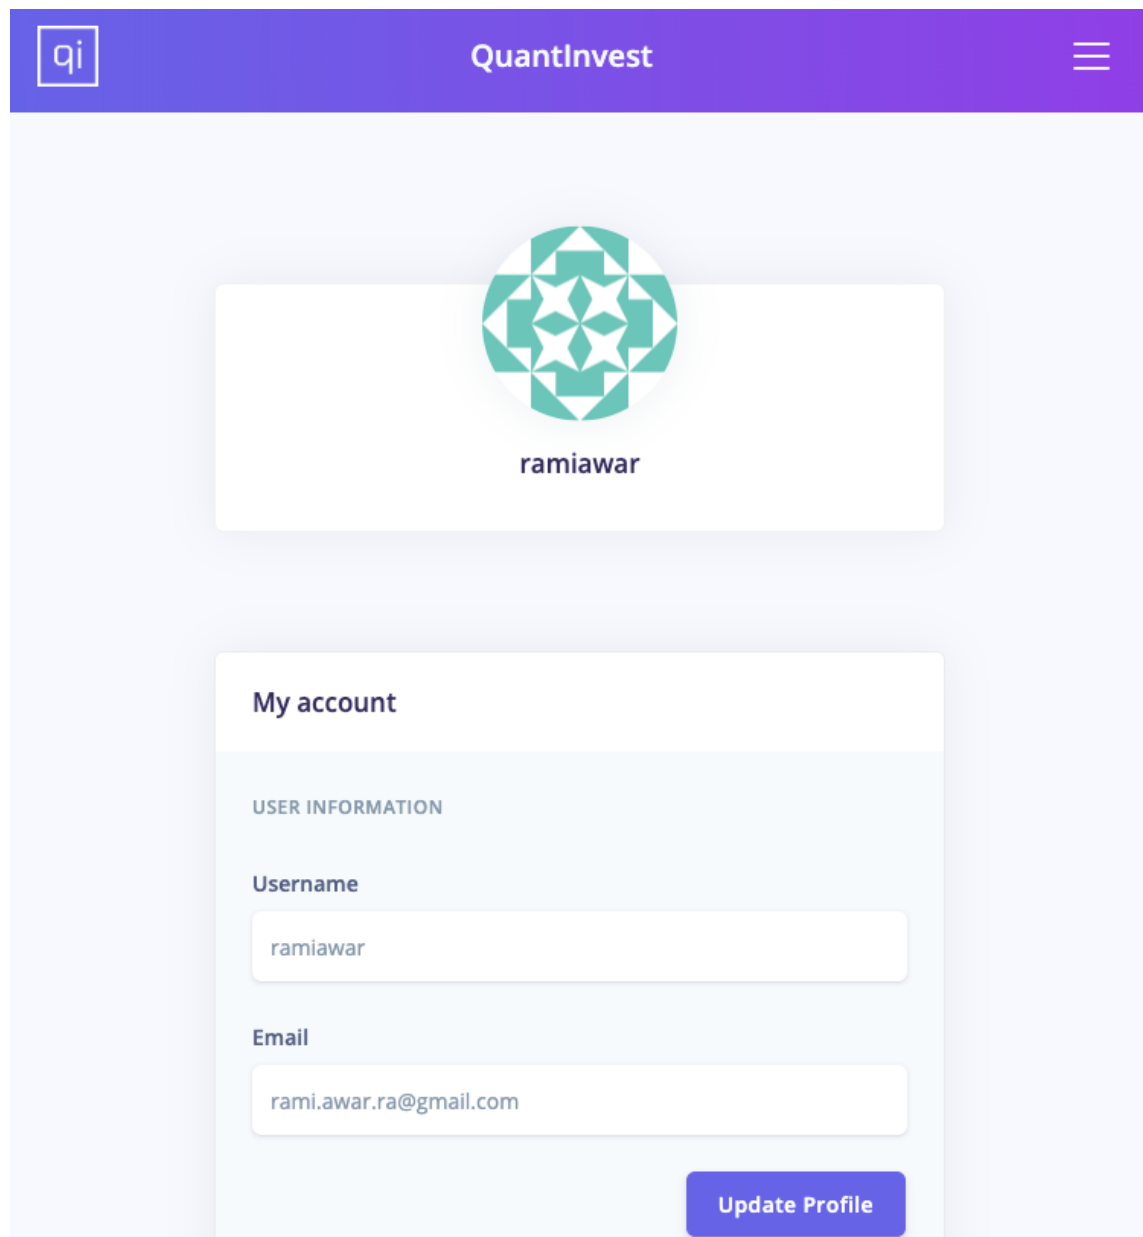 qi
QuantInvest
ramiawar
My account
USER INFORMATION
Username
ramiawar
Email
rami.awar.ra@gmail.com
Update Profile